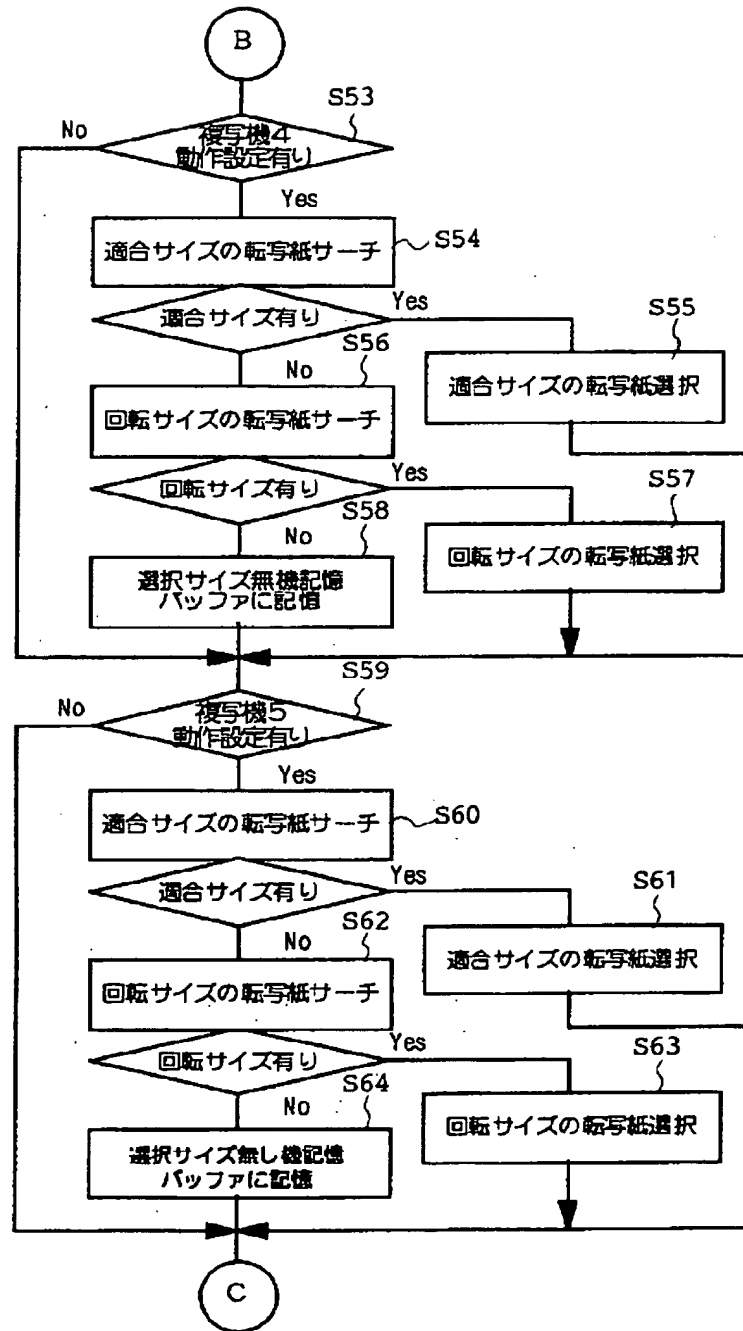 B
S53
No
複写機4
動作設定有り
Yes
適合サイズの転写紙サーチ
S54
適合サイズ有り
Yes
S55
適合サイズの転写紙選択
No
S56
回転サイズの転写紙サーチ
回転サイズ有り
Yes
S57
回転サイズの転写紙選択
No
S58
選択サイズ無機記憶
バッファに記憶
S59
No
複写機5
動作設定有り
Yes
適合サイズの転写紙サーチ
S60
適合サイズ有り
Yes
S61
適合サイズの転写紙選択
No
S62
回転サイズの転写紙サーチ
回転サイズ有り
Yes
S63
回転サイズの転写紙選択
No
S64
選択サイズ無し機記憶
バッファに記憶
C